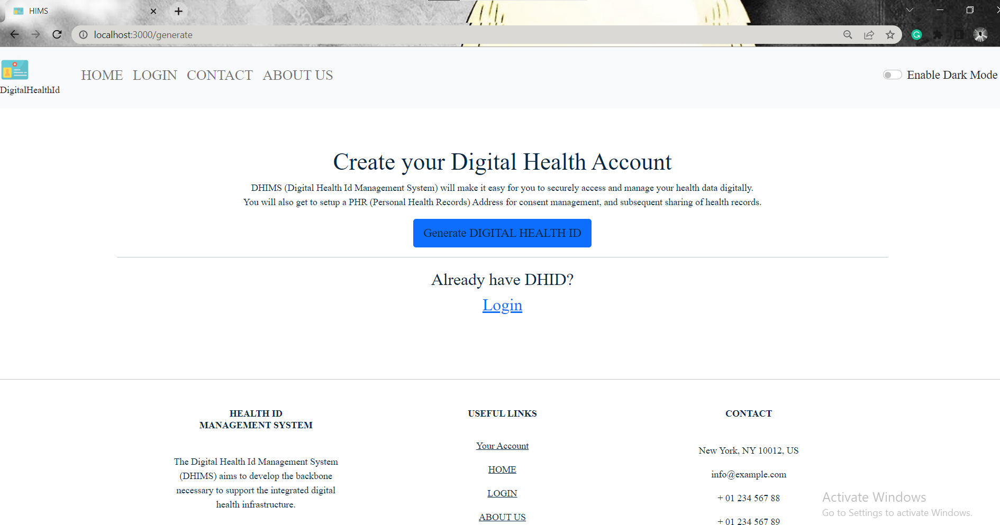 HIMS
localhost:3000/generate
DigitalHealthId
HOME LOGIN CONTACT ABOUT US
Enable Dark Mode
Create your Digital Health Account
DHIMS (Digital Health Id Management System) will make it easy for you to securely access and manage your health data digitally.
You will also get to setup a PHR (Personal Health Records) Address for consent management, and subsequent sharing of health records.
Generate DIGITAL HEALTH ID
Already have DHID?
Login
HEALTH ID
MANAGEMENT SYSTEM
The Digital Health Id Management System
(DHIMS) aims to develop the backbone
necessary to support the integrated digital
health infrastructure.
USEFUL LINKS
Your Account
HOME
LOGIN
ABOUT US
CONTACT
New York, NY 10012, US
info@example.com
+ 01 234 567 88
+ 01 234 567 89
Activate Windows
Go to Settings to activate Windows.